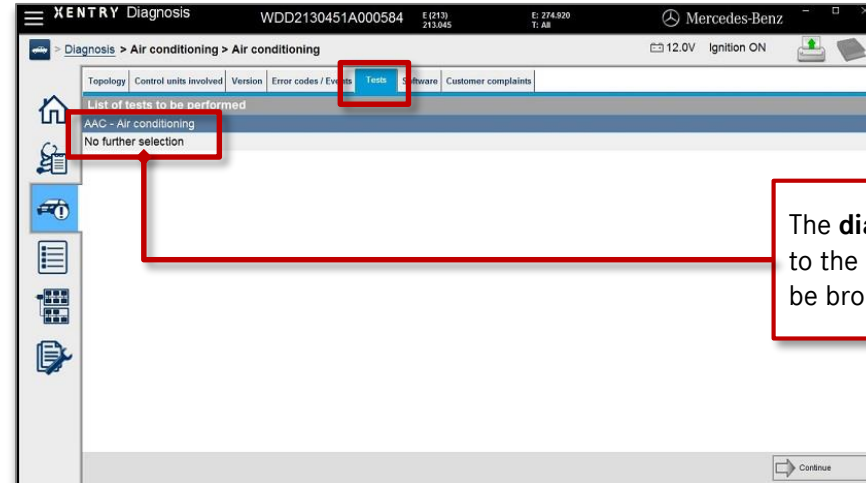 XENTRY Diagnosis WDD2130451A000584 E (213) E: 274.920 Mercedes-Benz
213.045 T: All
> Diagnosis > Air conditioning > Air conditioning 12.0V Ignition ON
Topology Control units involved Version Error codes / Events Tests Software Customer complaints
List of tests to be performed
AAC - Air conditioning
No further selection
The dia
to the
be bro
Continue